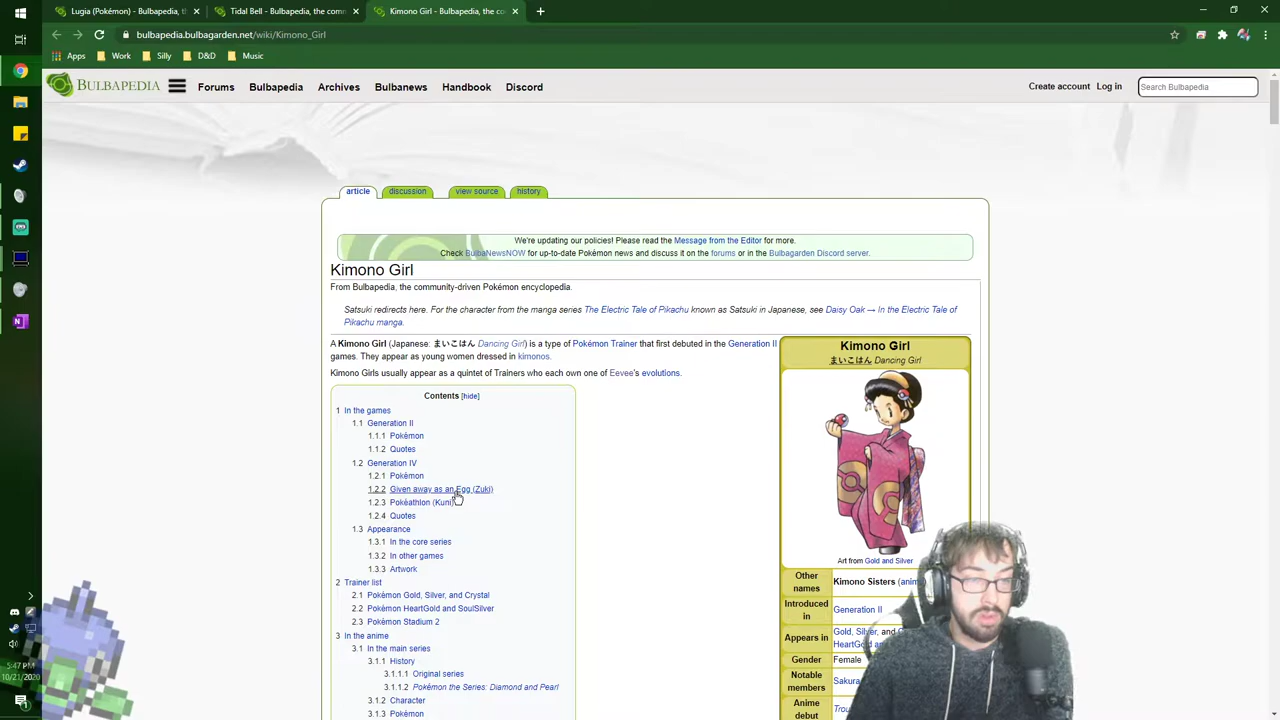 Lugia (Pokémon) - Bulbapedia, t
Tidal Bell - Bulbapedia, the comm
Kimono Girl - Bulbapedia, the co
bulbapedia.bulbagarden.net/wiki/Kimono_Girl
Apps Work Silly D&D Music
BULBAPEDIA Forums Bulbapedia Archives Bulbanews Handbook Discord Create account Log in Search Bulbapedia
article discussion view source history
We're updating our policies! Please read the Message from the Editor for more.
Check BulbaNewsNOW for up-to-date Pokémon news and discuss it on the forums or in the Bulbagarden Discord server.
Kimono Girl
From Bulbapedia, the community-driven Pokémon encyclopedia.
Satsuki redirects here. For the character from the manga series The Electric Tale of Pikachu known as Satsuki in Japanese, see Daisy Oak → In the Electric Tale of
Pikachu manga.
A Kimono Girl (Japanese: まいこはん Dancing Girl) is a type of Pokémon Trainer that first debuted in the Generation II
games. They appear as young women dressed in kimonos.
Kimono Girls usually appear as a quintet of Trainers who each own one of Eevee's evolutions.
Contents [hide]
1 In the games
1.1 Generation II
1.1.1 Pokémon
1.1.2 Quotes
1.2 Generation IV
1.2.1 Pokémon
1.2.2 Given away as an Egg (Zuki)
1.2.3 Pokéathlon (Kuni)
1.2.4 Quotes
1.3 Appearance
1.3.1 In the core series
1.3.2 In other games
1.3.3 Artwork
2 Trainer list
2.1 Pokémon Gold, Silver, and Crystal
2.2 Pokémon HeartGold and SoulSilver
2.3 Pokémon Stadium 2
3 In the anime
3.1 In the main series
3.1.1 History
3.1.1.1 Original series
3.1.1.2 Pokémon the Series: Diamond and Pearl
3.1.2 Character
3.1.3 Pokémon
Kimono Girl
まいこはん Dancing Girl
Art from Gold and Silver
Other
names
Kimono Sisters (anim
Introduced
in
Generation II
Appears in
Gold, Silver, and
HeartGold an
Gender Female
Notable
members
Sakura
Anime
debut
Trou
5:47 PM
10/21/2020